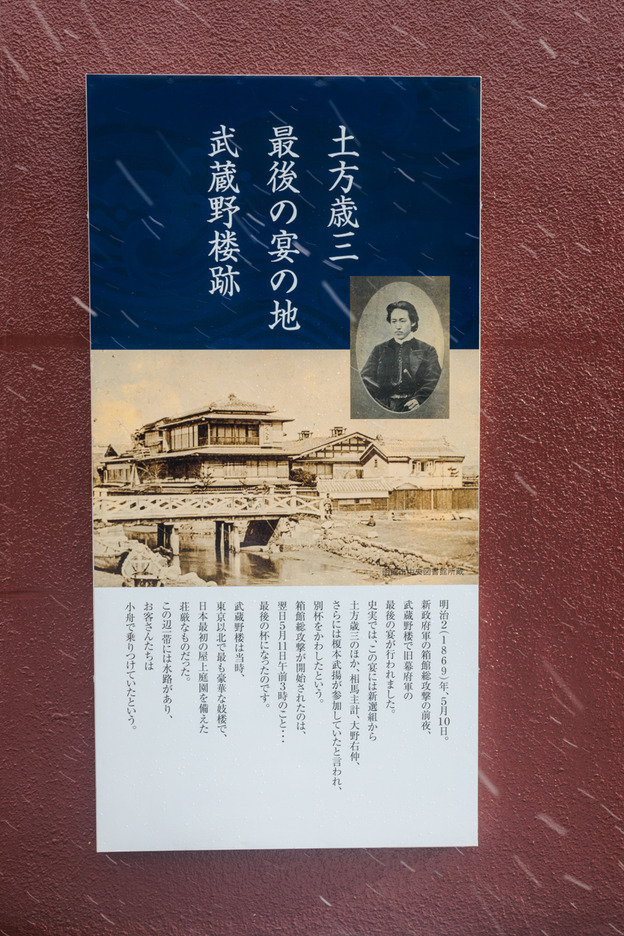 土方歳三
最後の宴の地
武蔵野楼跡
函館市中央図書館所蔵
明治2(1869)年、5月10日。
新政府軍の箱館総攻撃の前夜、
武蔵野楼で旧幕府軍の
最後の宴が行われました。
史実では、この宴には新選組から
土方歳三のほか、相馬主計、大野右仲、
さらには榎本武揚が参加していたと言われ、
別杯をかわしたという。
箱館総攻撃が開始されたのは、
翌日5月11日午前3時のこと・・・
最後の杯になったのです。
武蔵野楼は当時、
東京以北で最も豪華な妓楼で、
日本最初の屋上庭園を備えた
荘厳なものだった。
この辺一帯には水路があり、
お客さんたちは
小舟で乗りつけていたという。